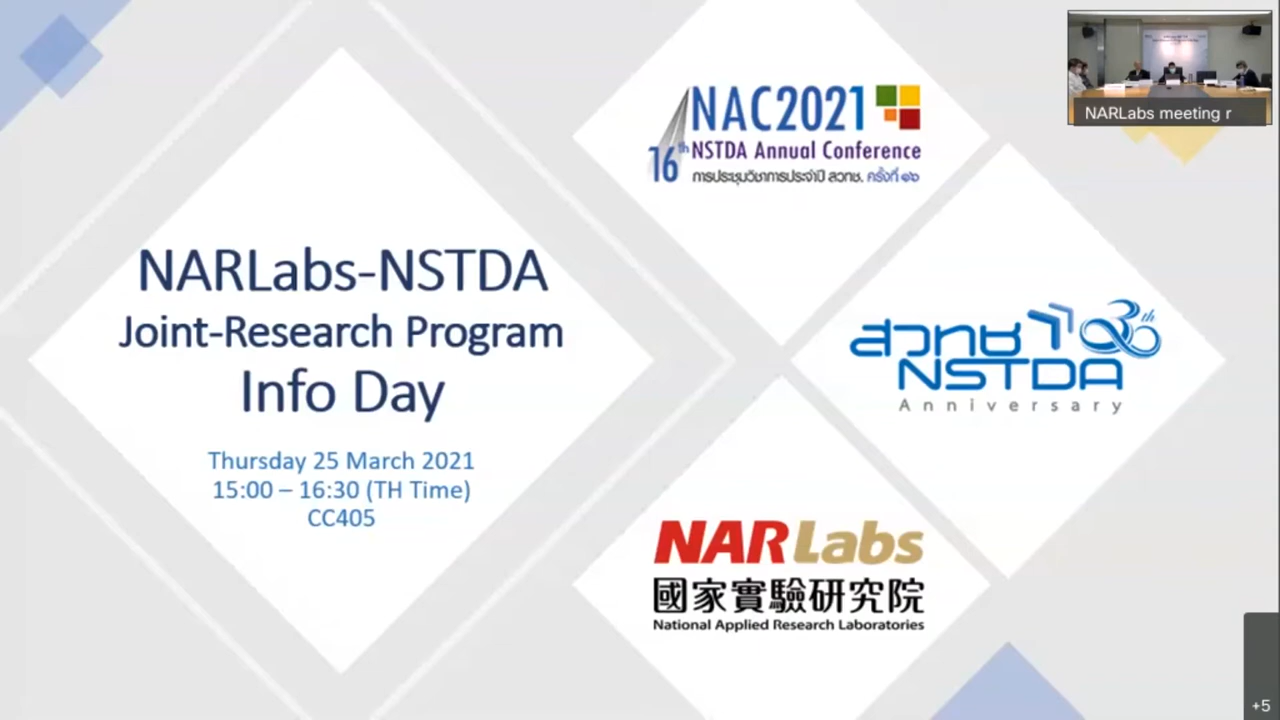 NARLabs-NSTDA
Joint-Research Program
Info Day
Thursday 25 March 2021
15:00 – 16:30 (TH Time)
CC405
NAC2021
16th NSTDA Annual Conference
การประชุมวิชาการประจำปี สวทช. ครั้งที่ ๑๖
สวทช 30th
NSTDA
Anniversary
NARLabs
國家實驗研究院
National Applied Research Laboratories
NARLabs meeting r
+5